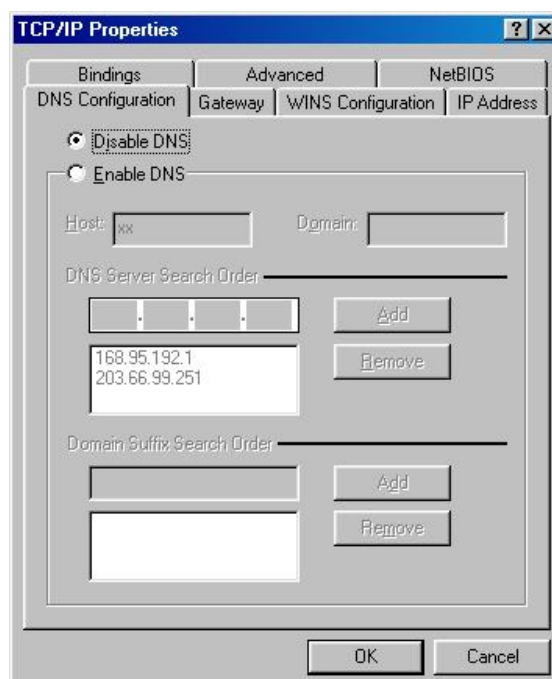 TCP/IP Properties
Bindings Advanced NetBIOS
DNS Configuration Gateway WINS Configuration IP Address
Disable DNS
Enable DNS
Host: xx Domain:
DNS Server Search Order
. . . Add
168.95.192.1
203.66.99.251
Remove
Domain Suffix Search Order
Add
Remove
OK Cancel